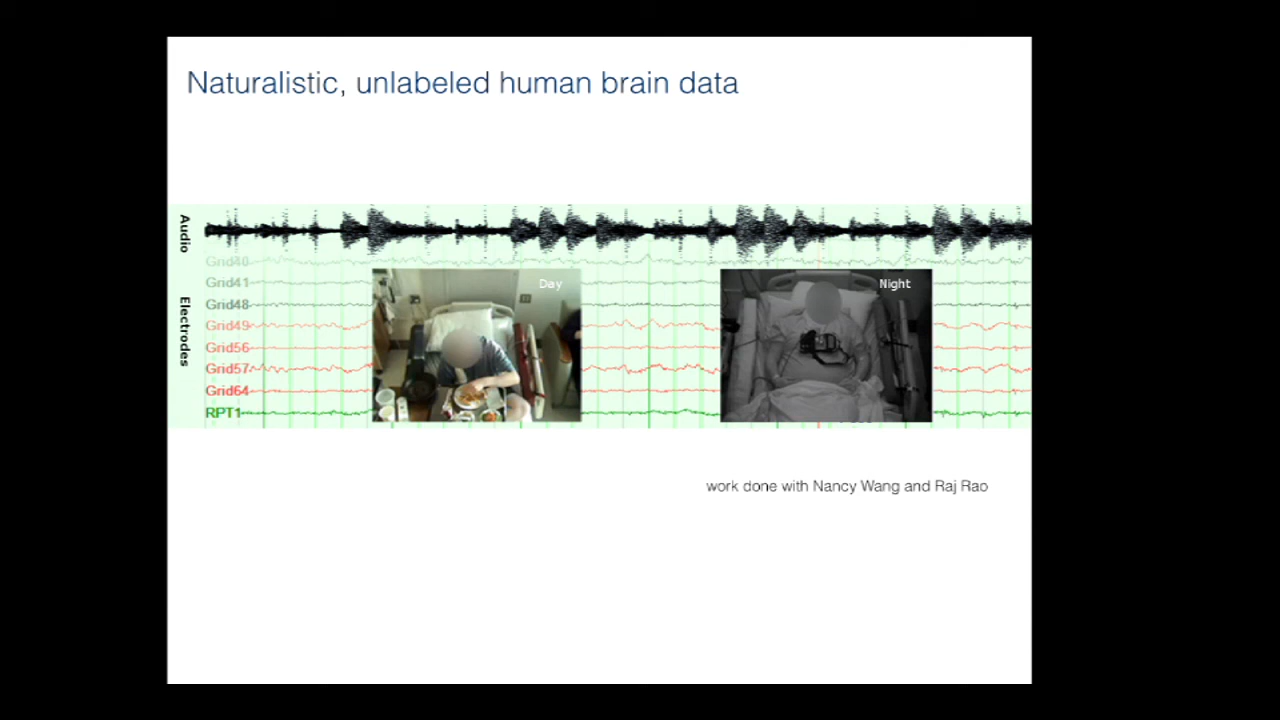 Naturalistic, unlabeled human brain data
Audio
Electrodes
Grid40
Grid41
Grid48
Grid49
Grid56
Grid57
Grid64
RPT1
Day
Night
work done with Nancy Wang and Raj Rao